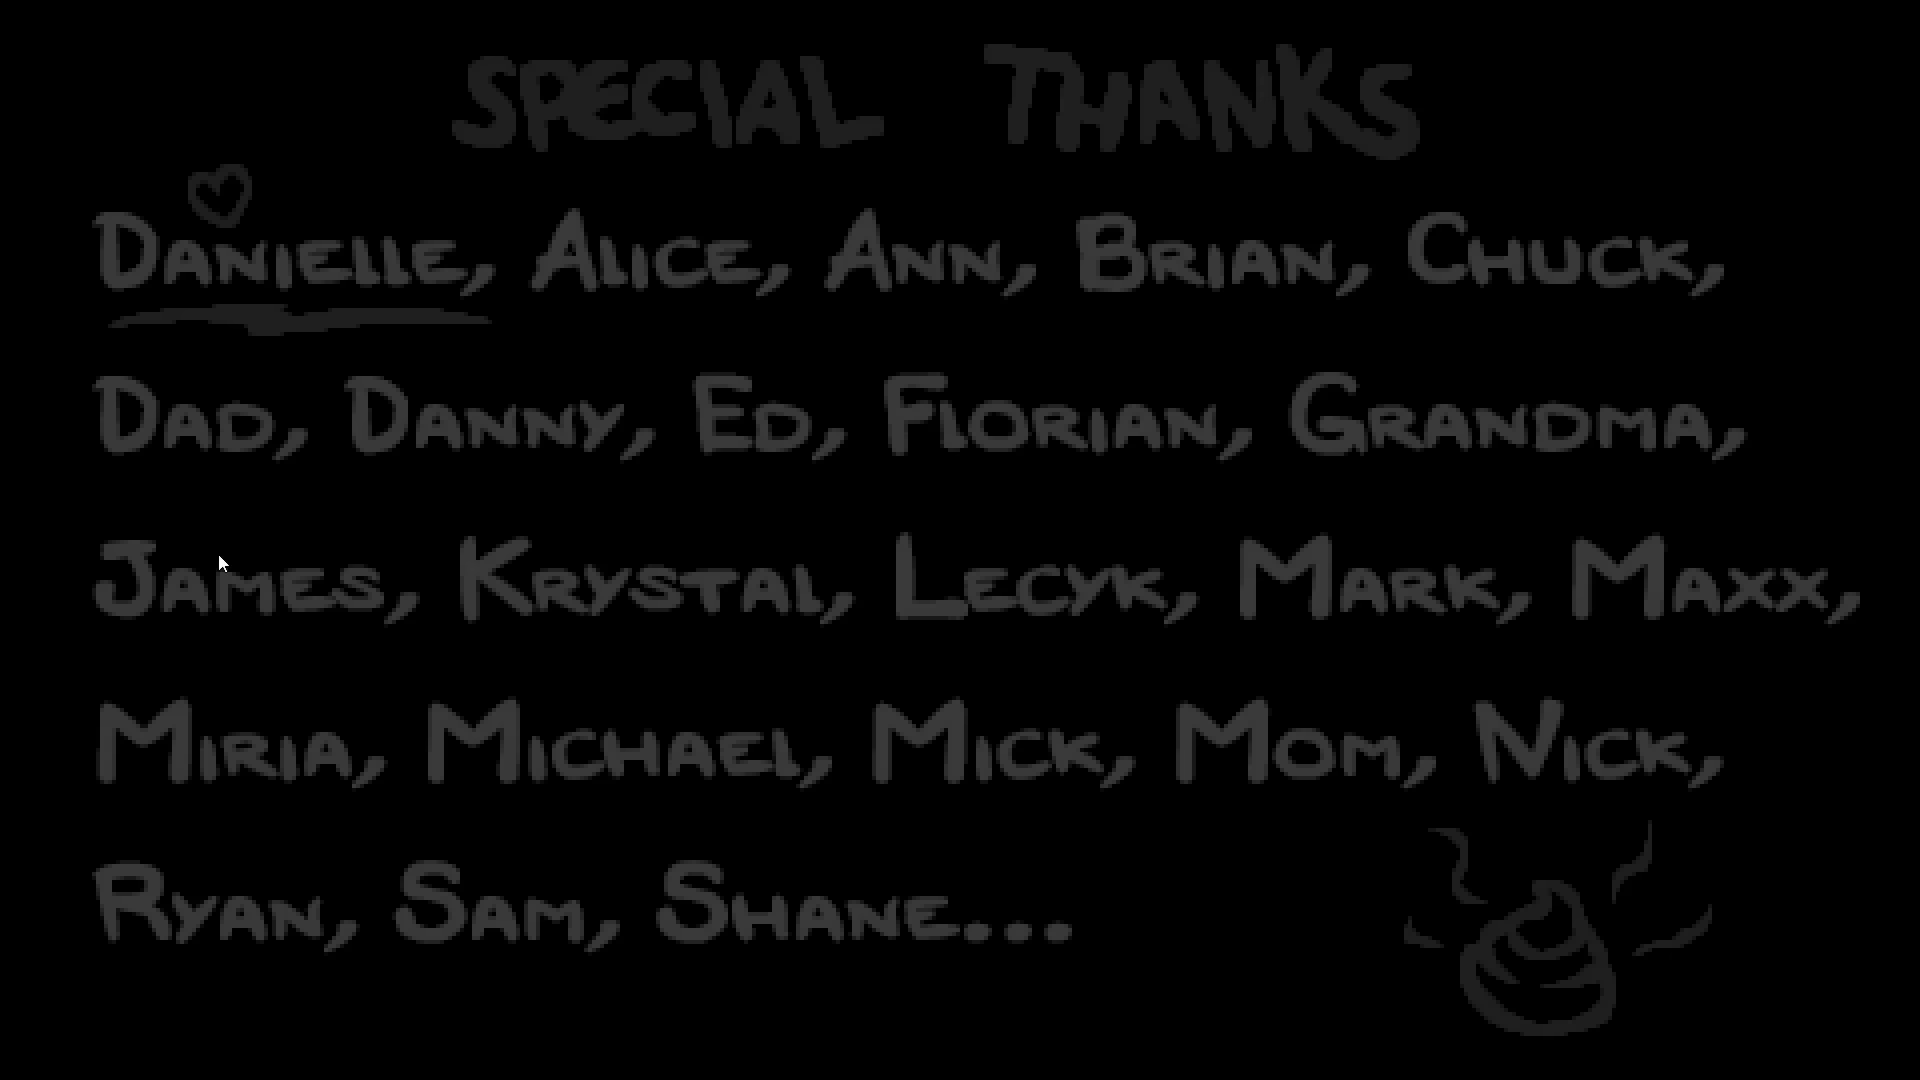 SPECIAL THANKS
DANIELLE, ALICE, ANN, BRIAN, CHUCK,
DAD, DANNY, ED, FLORIAN, GRANDMA,
JAMES, KRYSTAL, LECYK, MARK, MAXX,
MIRIA, MICHAEL, MICK, MOM, NICK,
RYAN, SAM, SHANE...